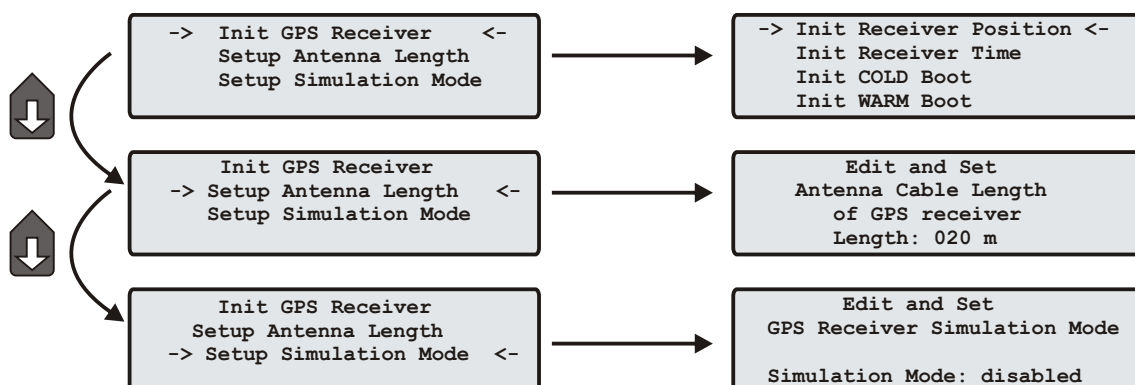 -> Init GPS Receiver <-
Setup Antenna Length
Setup Simulation Mode
-> Init Receiver Position <-
Init Receiver Time
Init COLD Boot
Init WARM Boot
Init GPS Receiver
-> Setup Antenna Length <-
Setup Simulation Mode
Edit and Set
Antenna Cable Length
of GPS receiver
Length: 020 m
Init GPS Receiver
Setup Antenna Length
-> Setup Simulation Mode <-
Edit and Set
GPS Receiver Simulation Mode
Simulation Mode: disabled